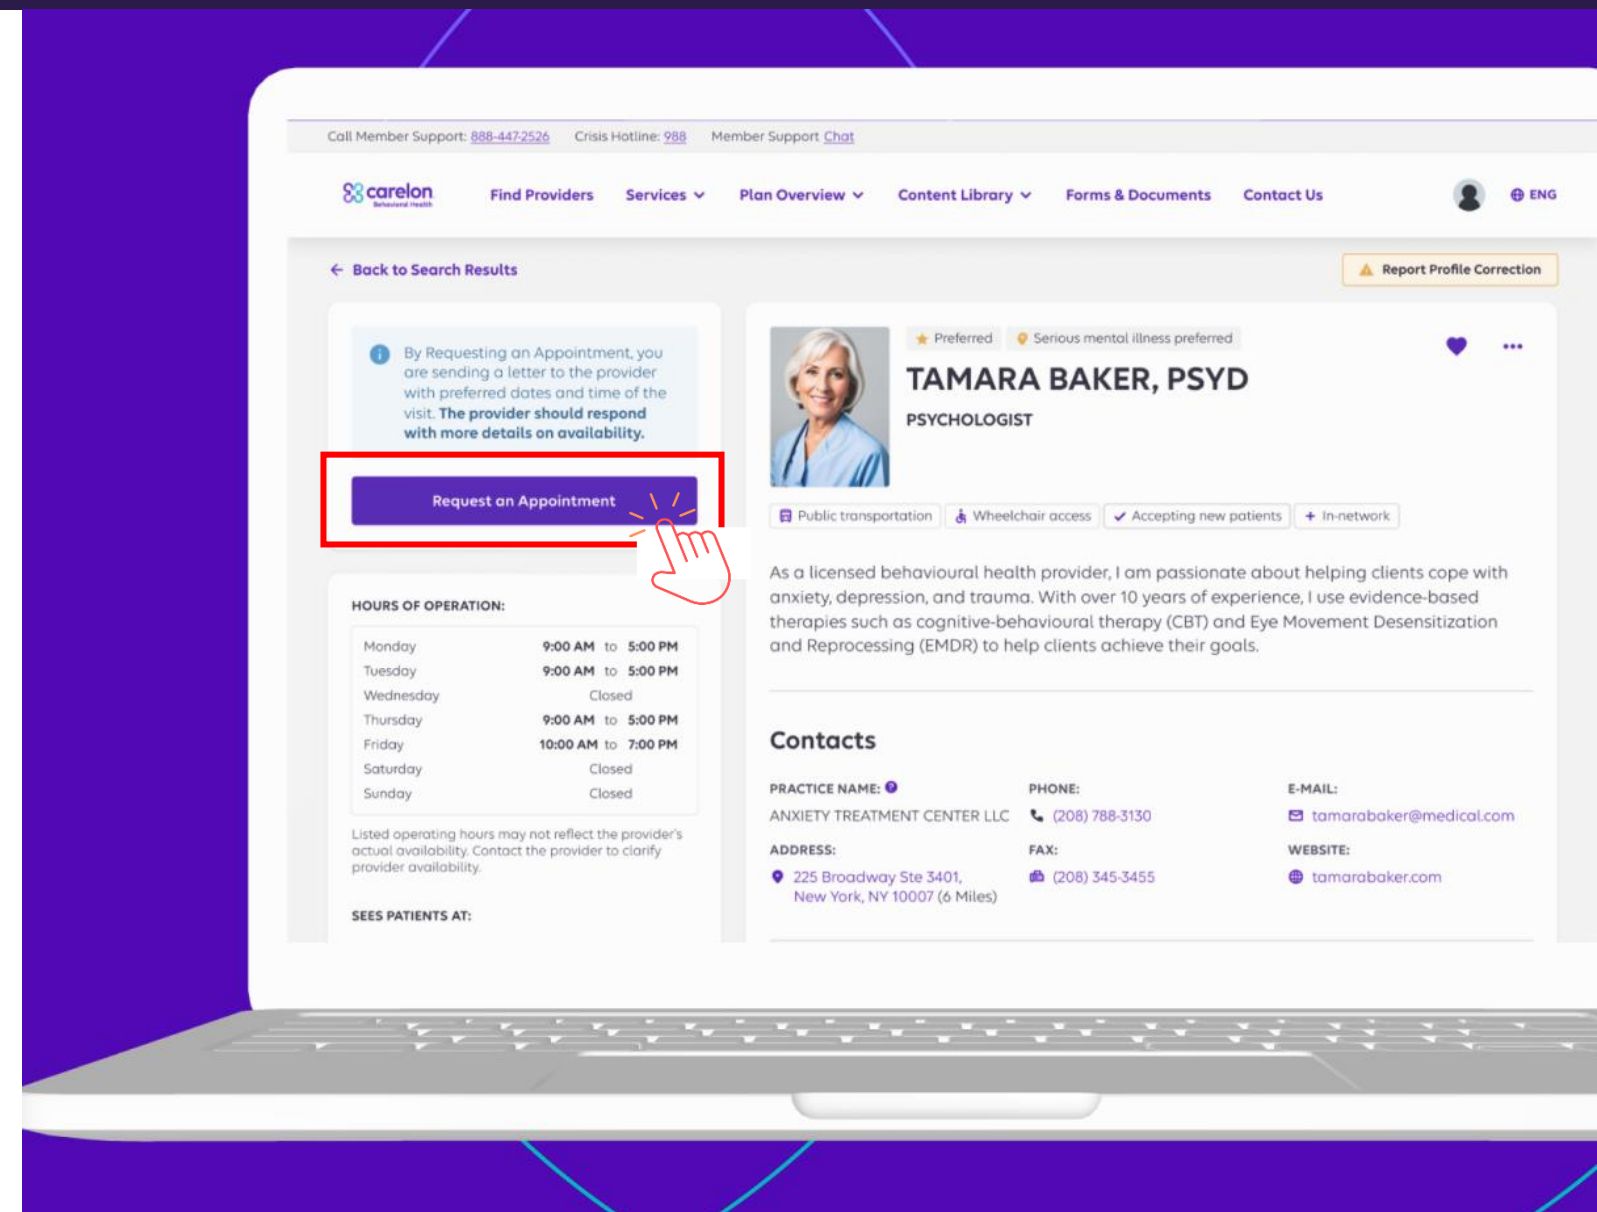 Call Member Support: 888-447-2526 Crisis Hotline: 988 Member Support Chat
carelon Find Providers Services Plan Overview Content Library Forms & Documents Contact Us ENG
Behavioral Health
Back to Search Results Report Profile Correction
By Requesting an Appointment, you
are sending a letter to the provider
with preferred dates and time of the
visit. The provider should respond
with more details on availability.
Request an Appointment
HOURS OF OPERATION:
Monday 9:00 AM to 5:00 PM
Tuesday 9:00 AM to 5:00 PM
Wednesday Closed
Thursday 9:00 AM to 5:00 PM
Friday 10:00 AM to 7:00 PM
Saturday Closed
Sunday Closed
Listed operating hours may not reflect the provider's
actual availability. Contact the provider to clarify
provider availability.
SEES PATIENTS AT:
Preferred Serious mental illness preferred
TAMARA BAKER, PSYD
PSYCHOLOGIST
Public transportation Wheelchair access Accepting new patients In-network
As a licensed behavioural health provider, I am passionate about helping clients cope with
anxiety, depression, and trauma. With over 10 years of experience, I use evidence-based
therapies such as cognitive-behavioural therapy (CBT) and Eye Movement Desensitization
and Reprocessing (EMDR) to help clients achieve their goals.
Contacts
PRACTICE NAME: PHONE: E-MAIL:
ANXIETY TREATMENT CENTER LLC (208) 788-3130 tamarabaker@medical.com
ADDRESS: FAX: WEBSITE:
225 Broadway Ste 3401, (208) 345-3455 tamarabaker.com
New York, NY 10007 (6 Miles)